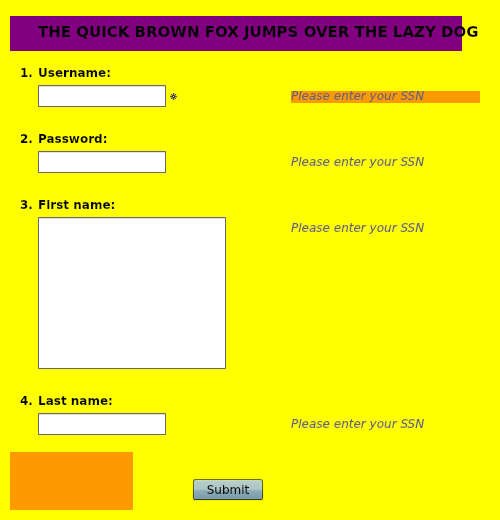 THE QUICK BROWN FOX JUMPS OVER THE LAZY DOG
1. Username:
* Please enter your SSN
2. Password:
Please enter your SSN
3. First name:
Please enter your SSN
4. Last name:
Please enter your SSN
Submit